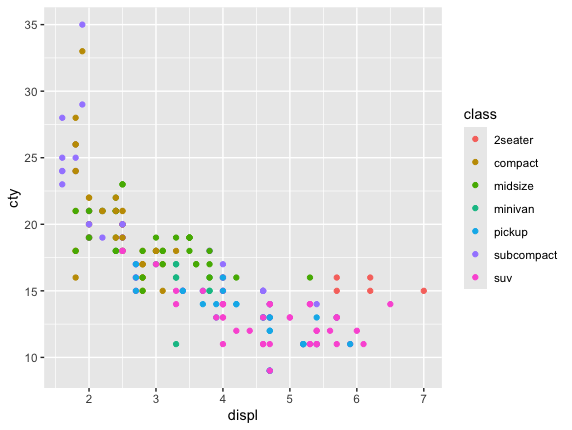 35
30
25
20
15
10
cty
2
3
4
5
6
7
displ
class
2seater
compact
midsize
minivan
pickup
subcompact
suv